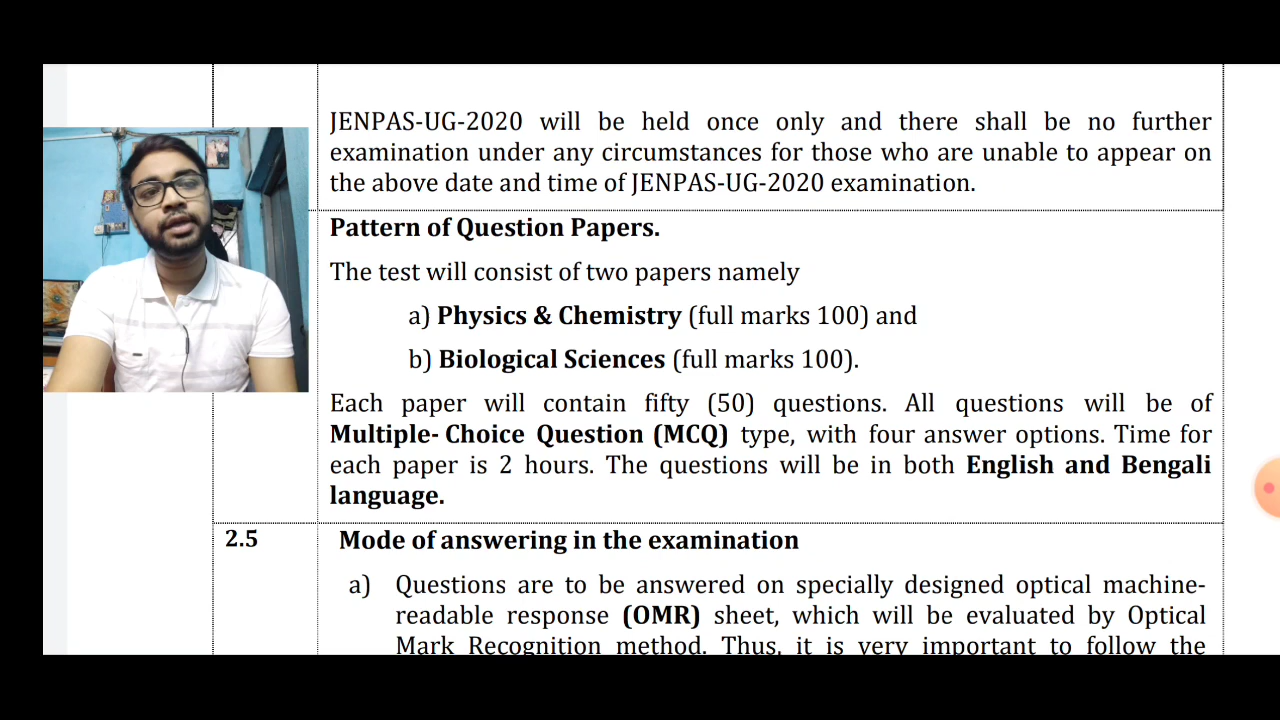 JENPAS-UG-2020 will be held once only and there shall be no further
examination under any circumstances for those who are unable to appear on
the above date and time of JENPAS-UG-2020 examination.
Pattern of Question Papers.
The test will consist of two papers namely
a) Physics & Chemistry (full marks 100) and
b) Biological Sciences (full marks 100).
Each paper will contain fifty (50) questions. All questions will be of
Multiple- Choice Question (MCQ) type, with four answer options. Time for
each paper is 2 hours. The questions will be in both English and Bengali
language.
2.5 Mode of answering in the examination
a) Questions are to be answered on specially designed optical machine-
readable response (OMR) sheet, which will be evaluated by Optical
Mark Recognition method. Thus, it is very important to follow the